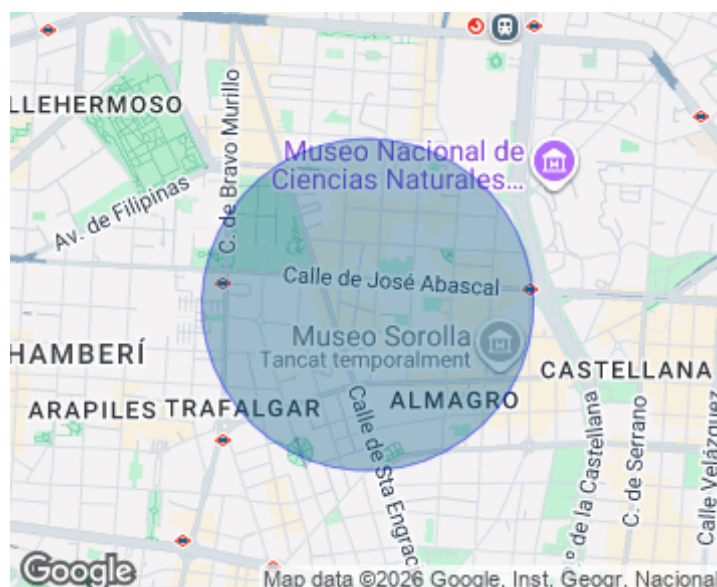 LLEHERMOSO
C. de Bravo Murillo
Museo Nacional de
Ciencias Naturales...
Av. de Filipinas
Calle de José Abascal
Museo Sorolla
Tancat temporalment
HAMBERÍ
CASTELLANA
ARAPILES
TRAFALGAR
ALMAGRO
Calle de Sta Engrac
º de la Castellana
C. de Serrano
Calle Velázquez
Google
Map data ©2026 Google, Inst. Geogr. Nacional